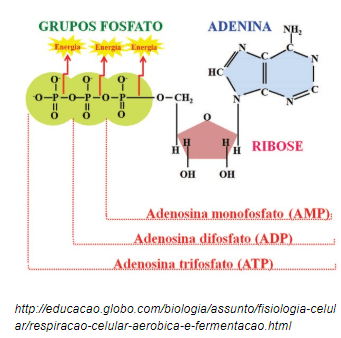 GRUPOS FOSFATO ADENINA
Energia Energia Energia
NH₂
N C N
HC C C
N N C
O⁻ O⁻ O⁻
⁻O–P–O–P–O–P–O–CH₂
O O O
O
H H H H
RIBOSE
OH OH
Adenosina monofosfato (AMP)
Adenosina difosfato (ADP)
Adenosina trifosfato (ATP)
http://educacao.globo.com/biologia/assunto/fisiologia-celul
ar/respiracao-celular-aerobica-e-fermentacao.html